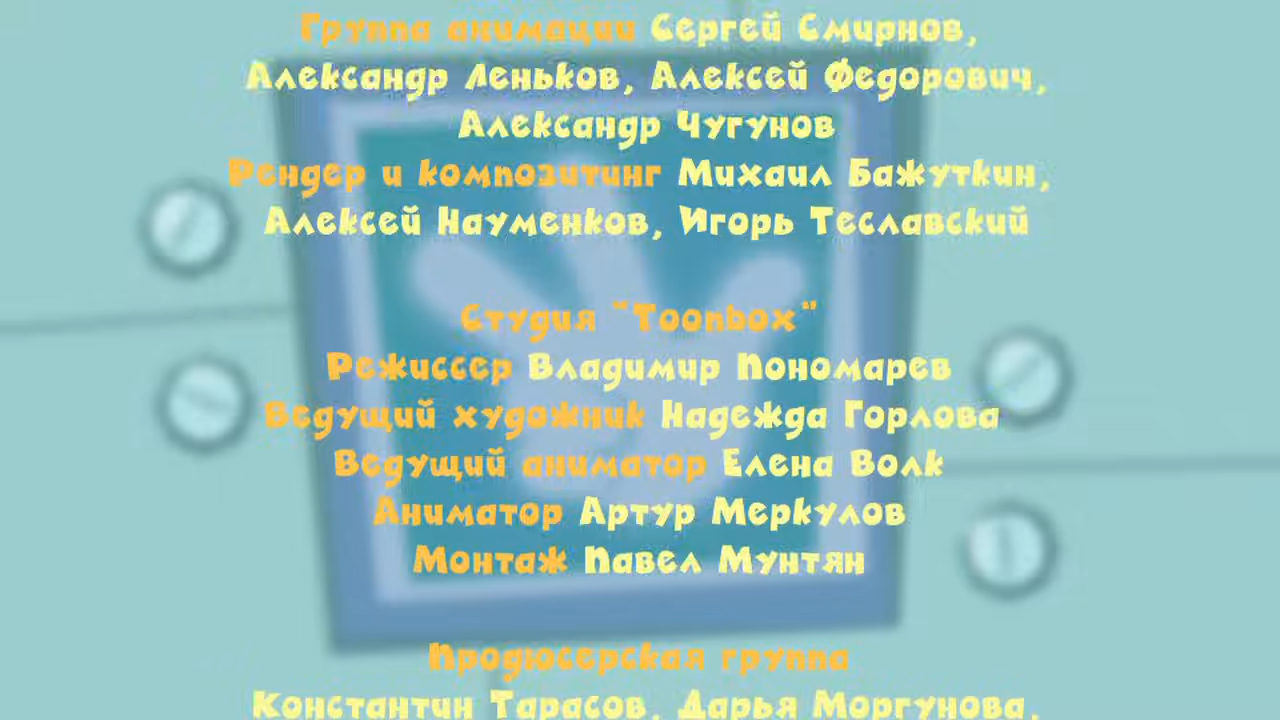 Группа анимации Сергей Смирнов,
Александр Леньков, Алексей Федорович,
Александр Чугунов
Рендер и композитинг Михаил Бажуткин,
Алексей Науменков, Игорь Теславский
Студия "Toonbox"
Режиссер Владимир Пономарев
Ведущий художник Надежда Горлова
Ведущий аниматор Елена Волк
Аниматор Артур Меркулов
Монтаж Павел Мунтян
Продюсерская группа
Константин Тарасов, Дарья Моргунова,